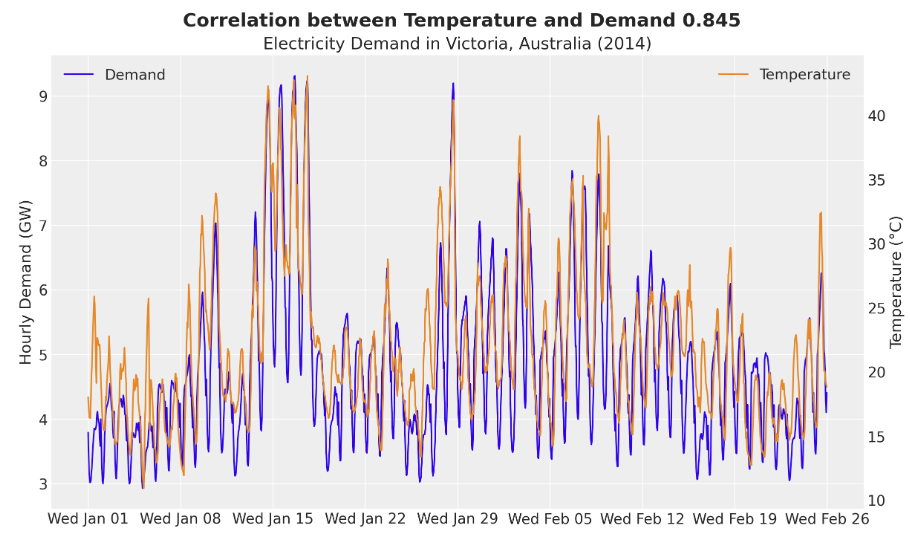 Correlation between Temperature and Demand 0.845
Electricity Demand in Victoria, Australia (2014)
Demand
Temperature
9
8
7
6
5
4
3
Hourly Demand (GW)
40
35
30
25
20
15
10
Temperature (°C)
Wed Jan 01 Wed Jan 08 Wed Jan 15 Wed Jan 22 Wed Jan 29 Wed Feb 05 Wed Feb 12 Wed Feb 19 Wed Feb 26